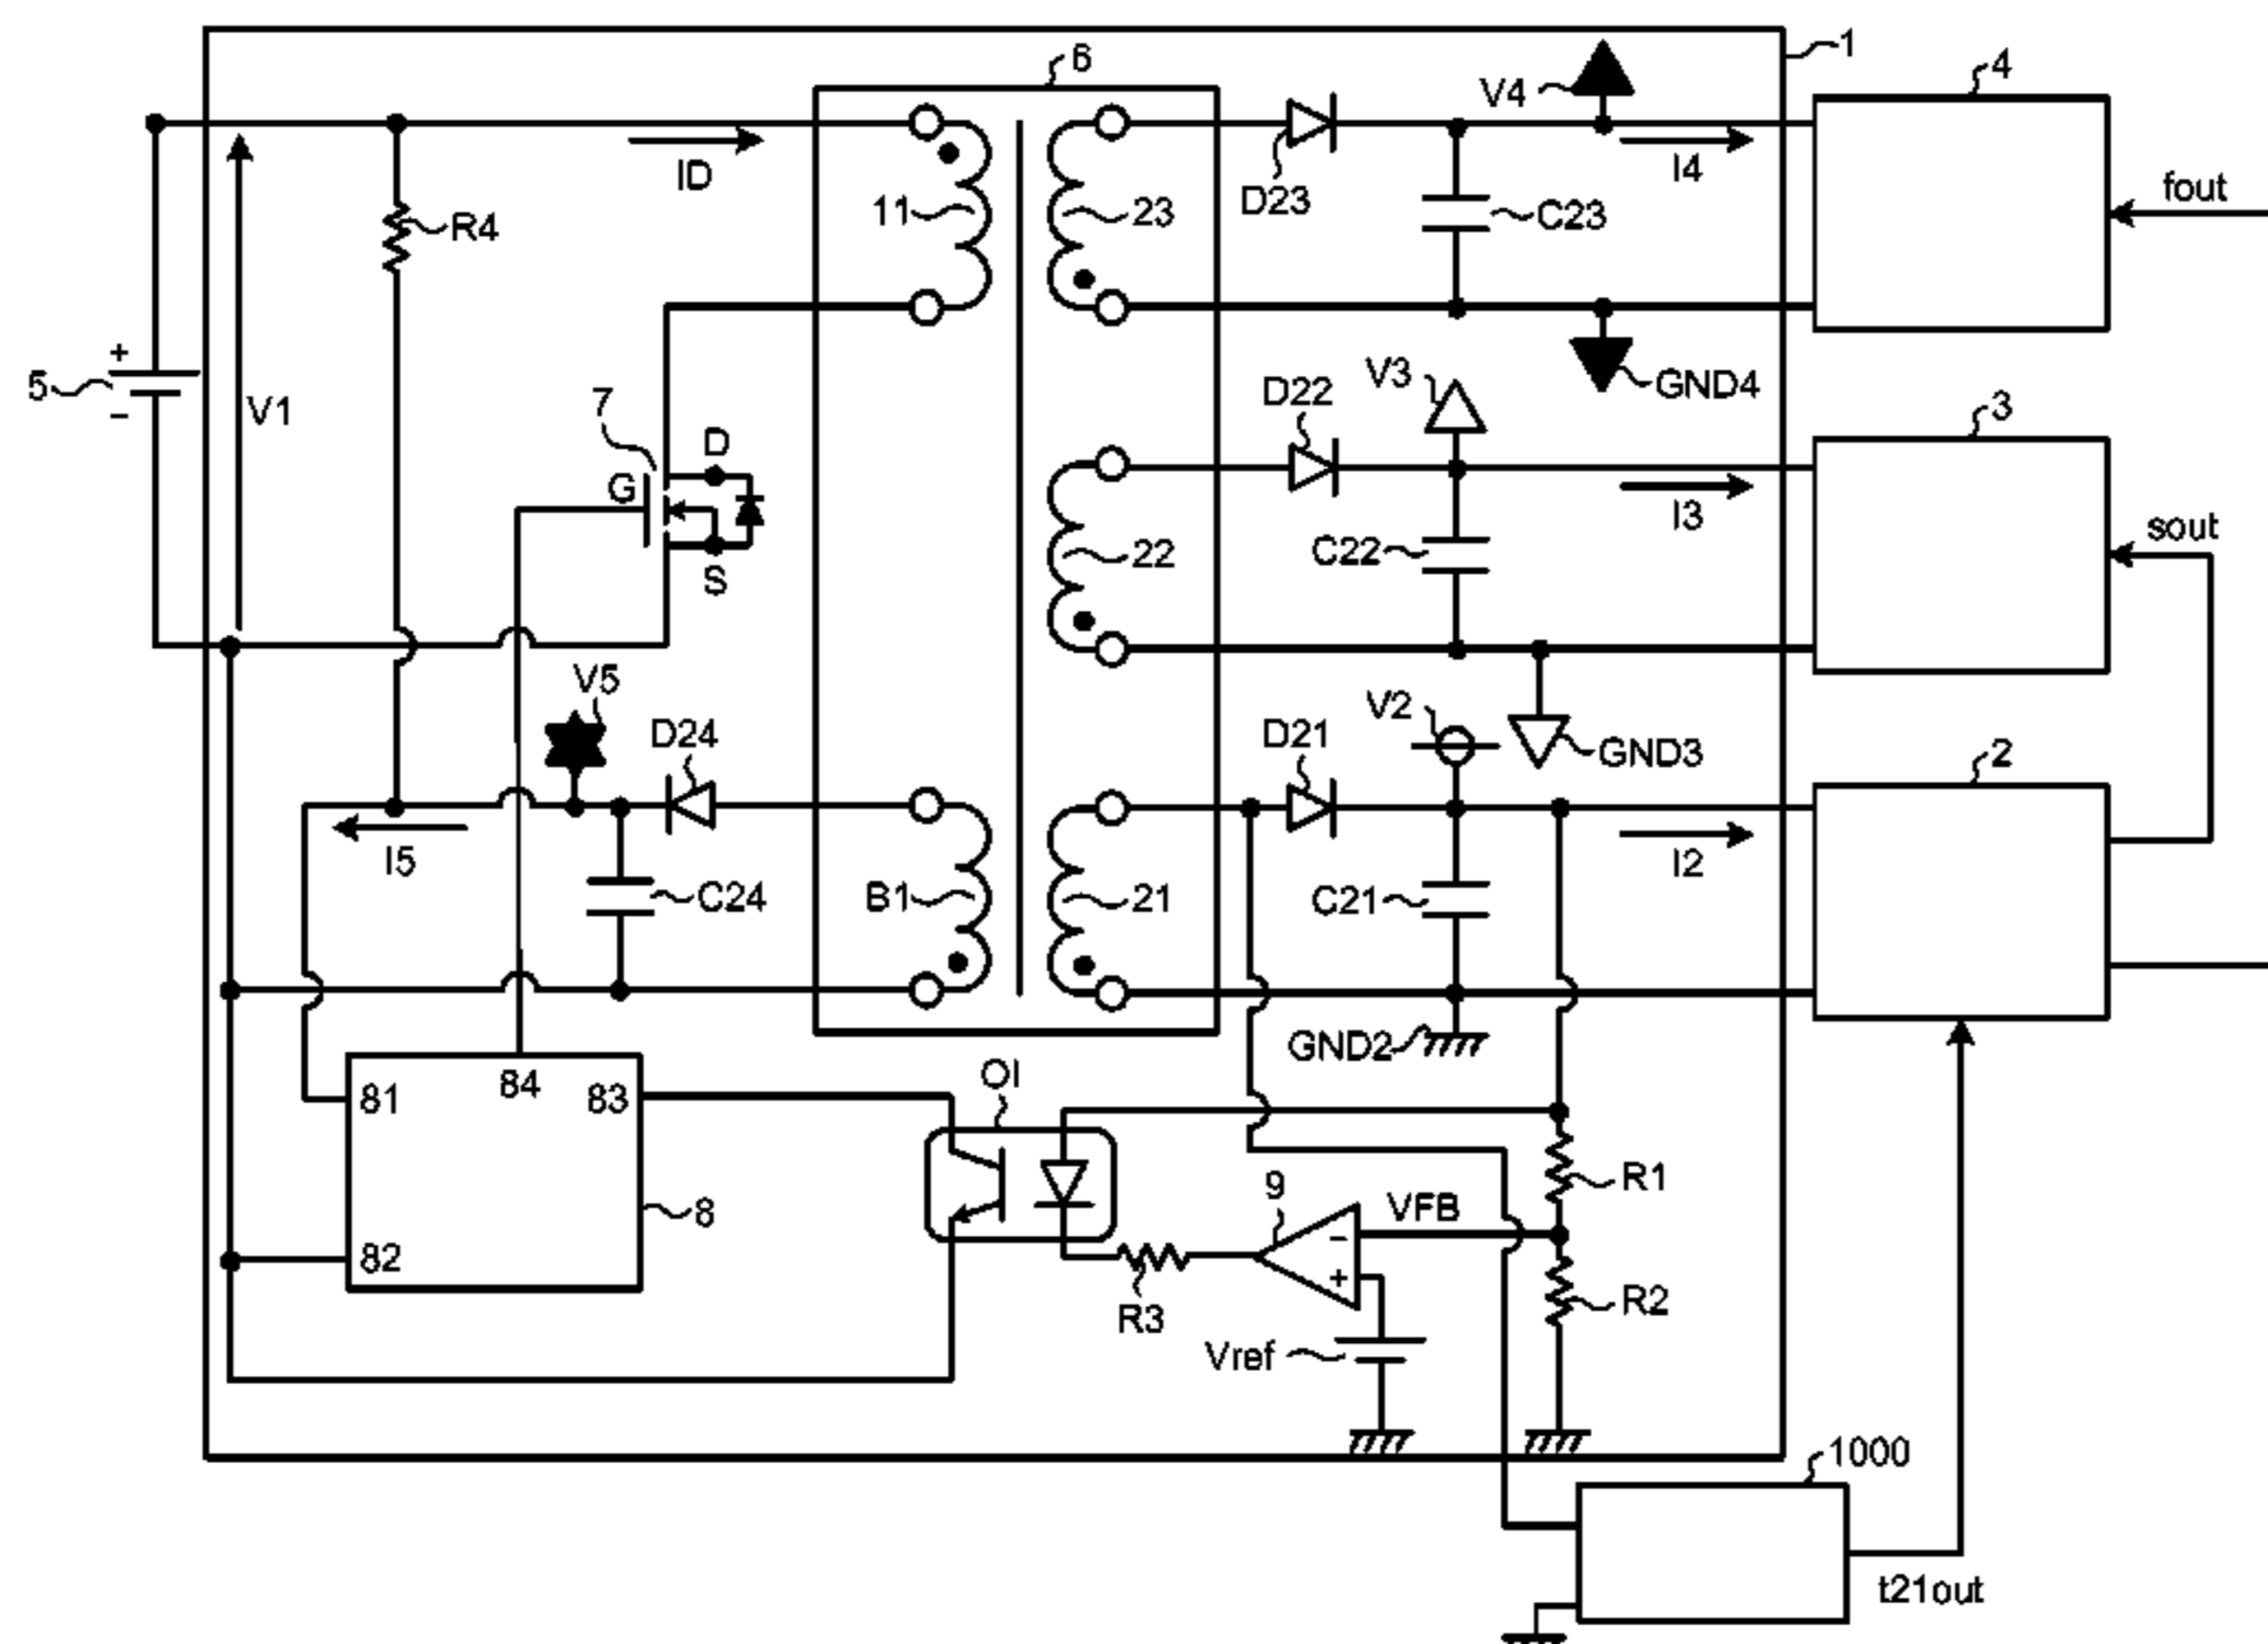 1
6
4
V4
ID
I4
D23
fout
11
23
C23
R4
+
5
−
V1
GND4
V3
D22
3
7
D
G
S
I3
sout
22
C22
V5
D24
D21
V2
GND3
2
I5
I2
B1
21
C21
C24
GND2
OI
81
84
83
8
82
R1
9
VFB
−
+
R3
R2
Vref
1000
t21out